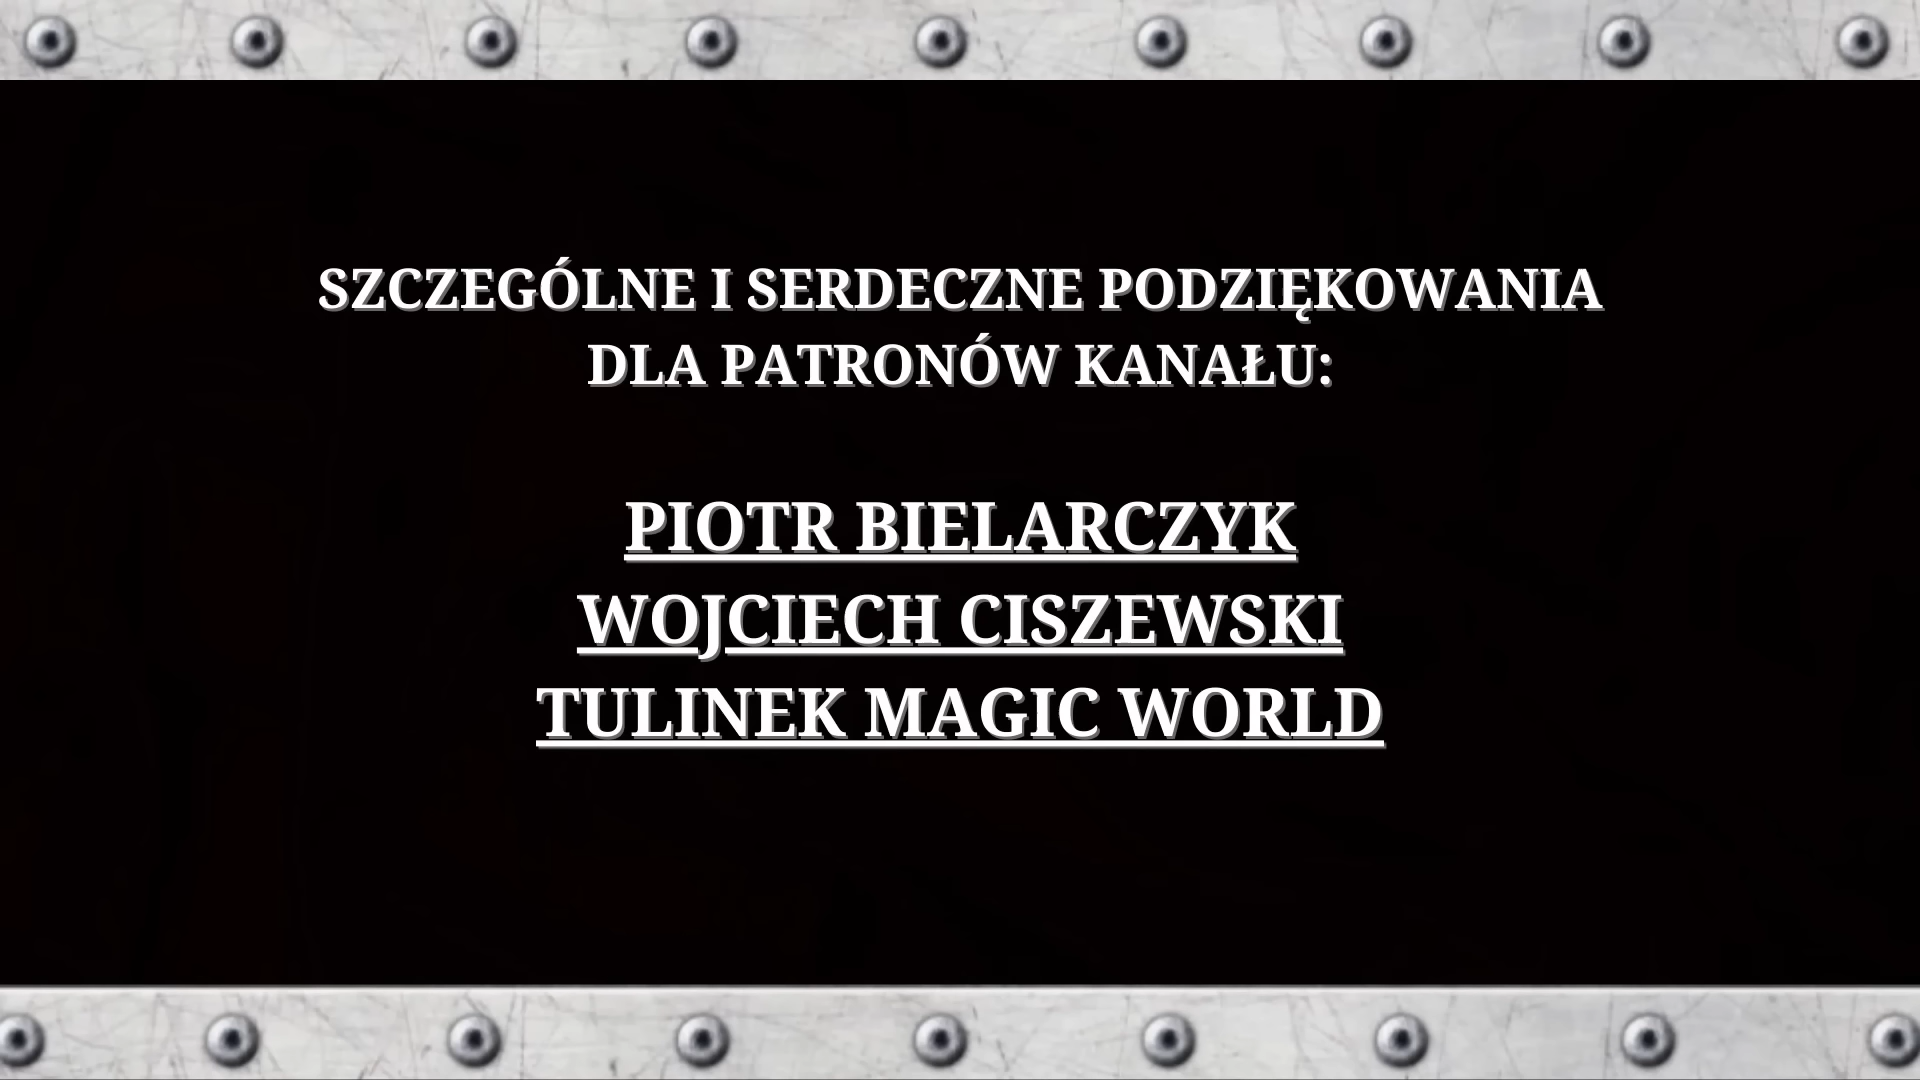 SZCZEGÓLNE I SERDECZNE PODZIĘKOWANIA
DLA PATRONÓW KANAŁU:
PIOTR BIELARCZYK
WOJCIECH CISZEWSKI
TULINEK MAGIC WORLD